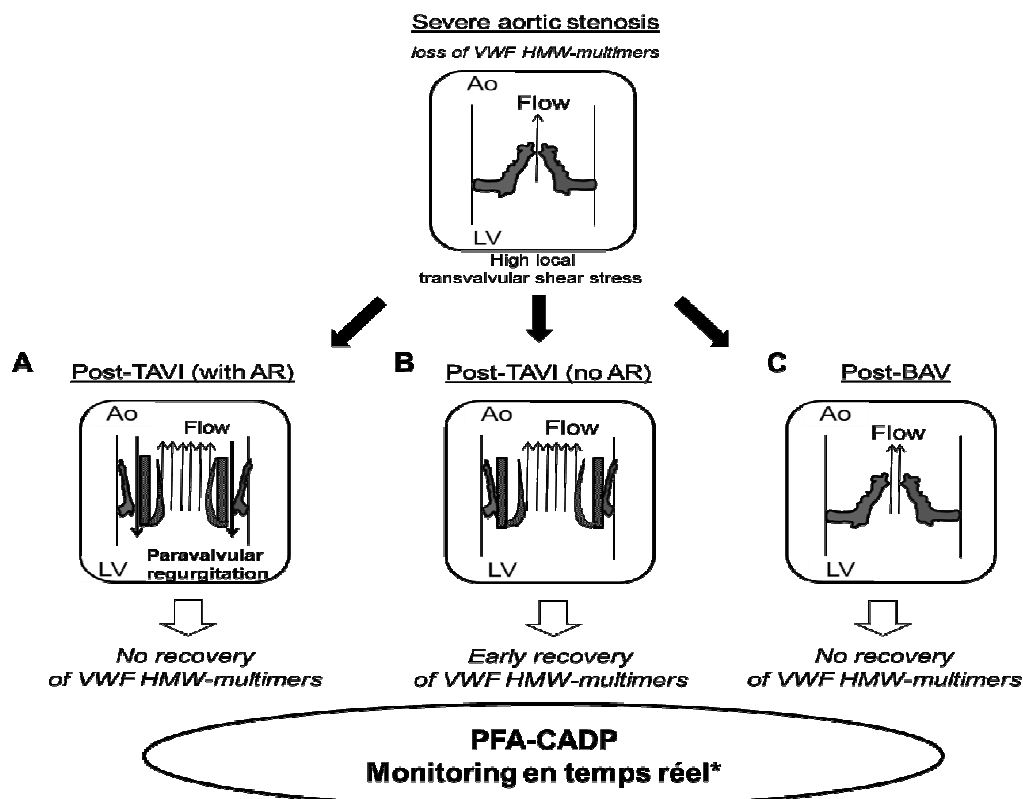 Severe aortic stenosis
loss of VWF HMW-multimers
Ao
Flow
LV
High local
transvalvular shear stress
A
Post-TAVI (with AR)
Ao
Flow
Paravalvular
LV regurgitation
No recovery
of VWF HMW-multimers
B
Post-TAVI (no AR)
Ao
Flow
LV
Early recovery
of VWF HMW-multimers
C
Post-BAV
Ao
Flow
LV
No recovery
of VWF HMW-multimers
PFA-CADP
Monitoring en temps réel*